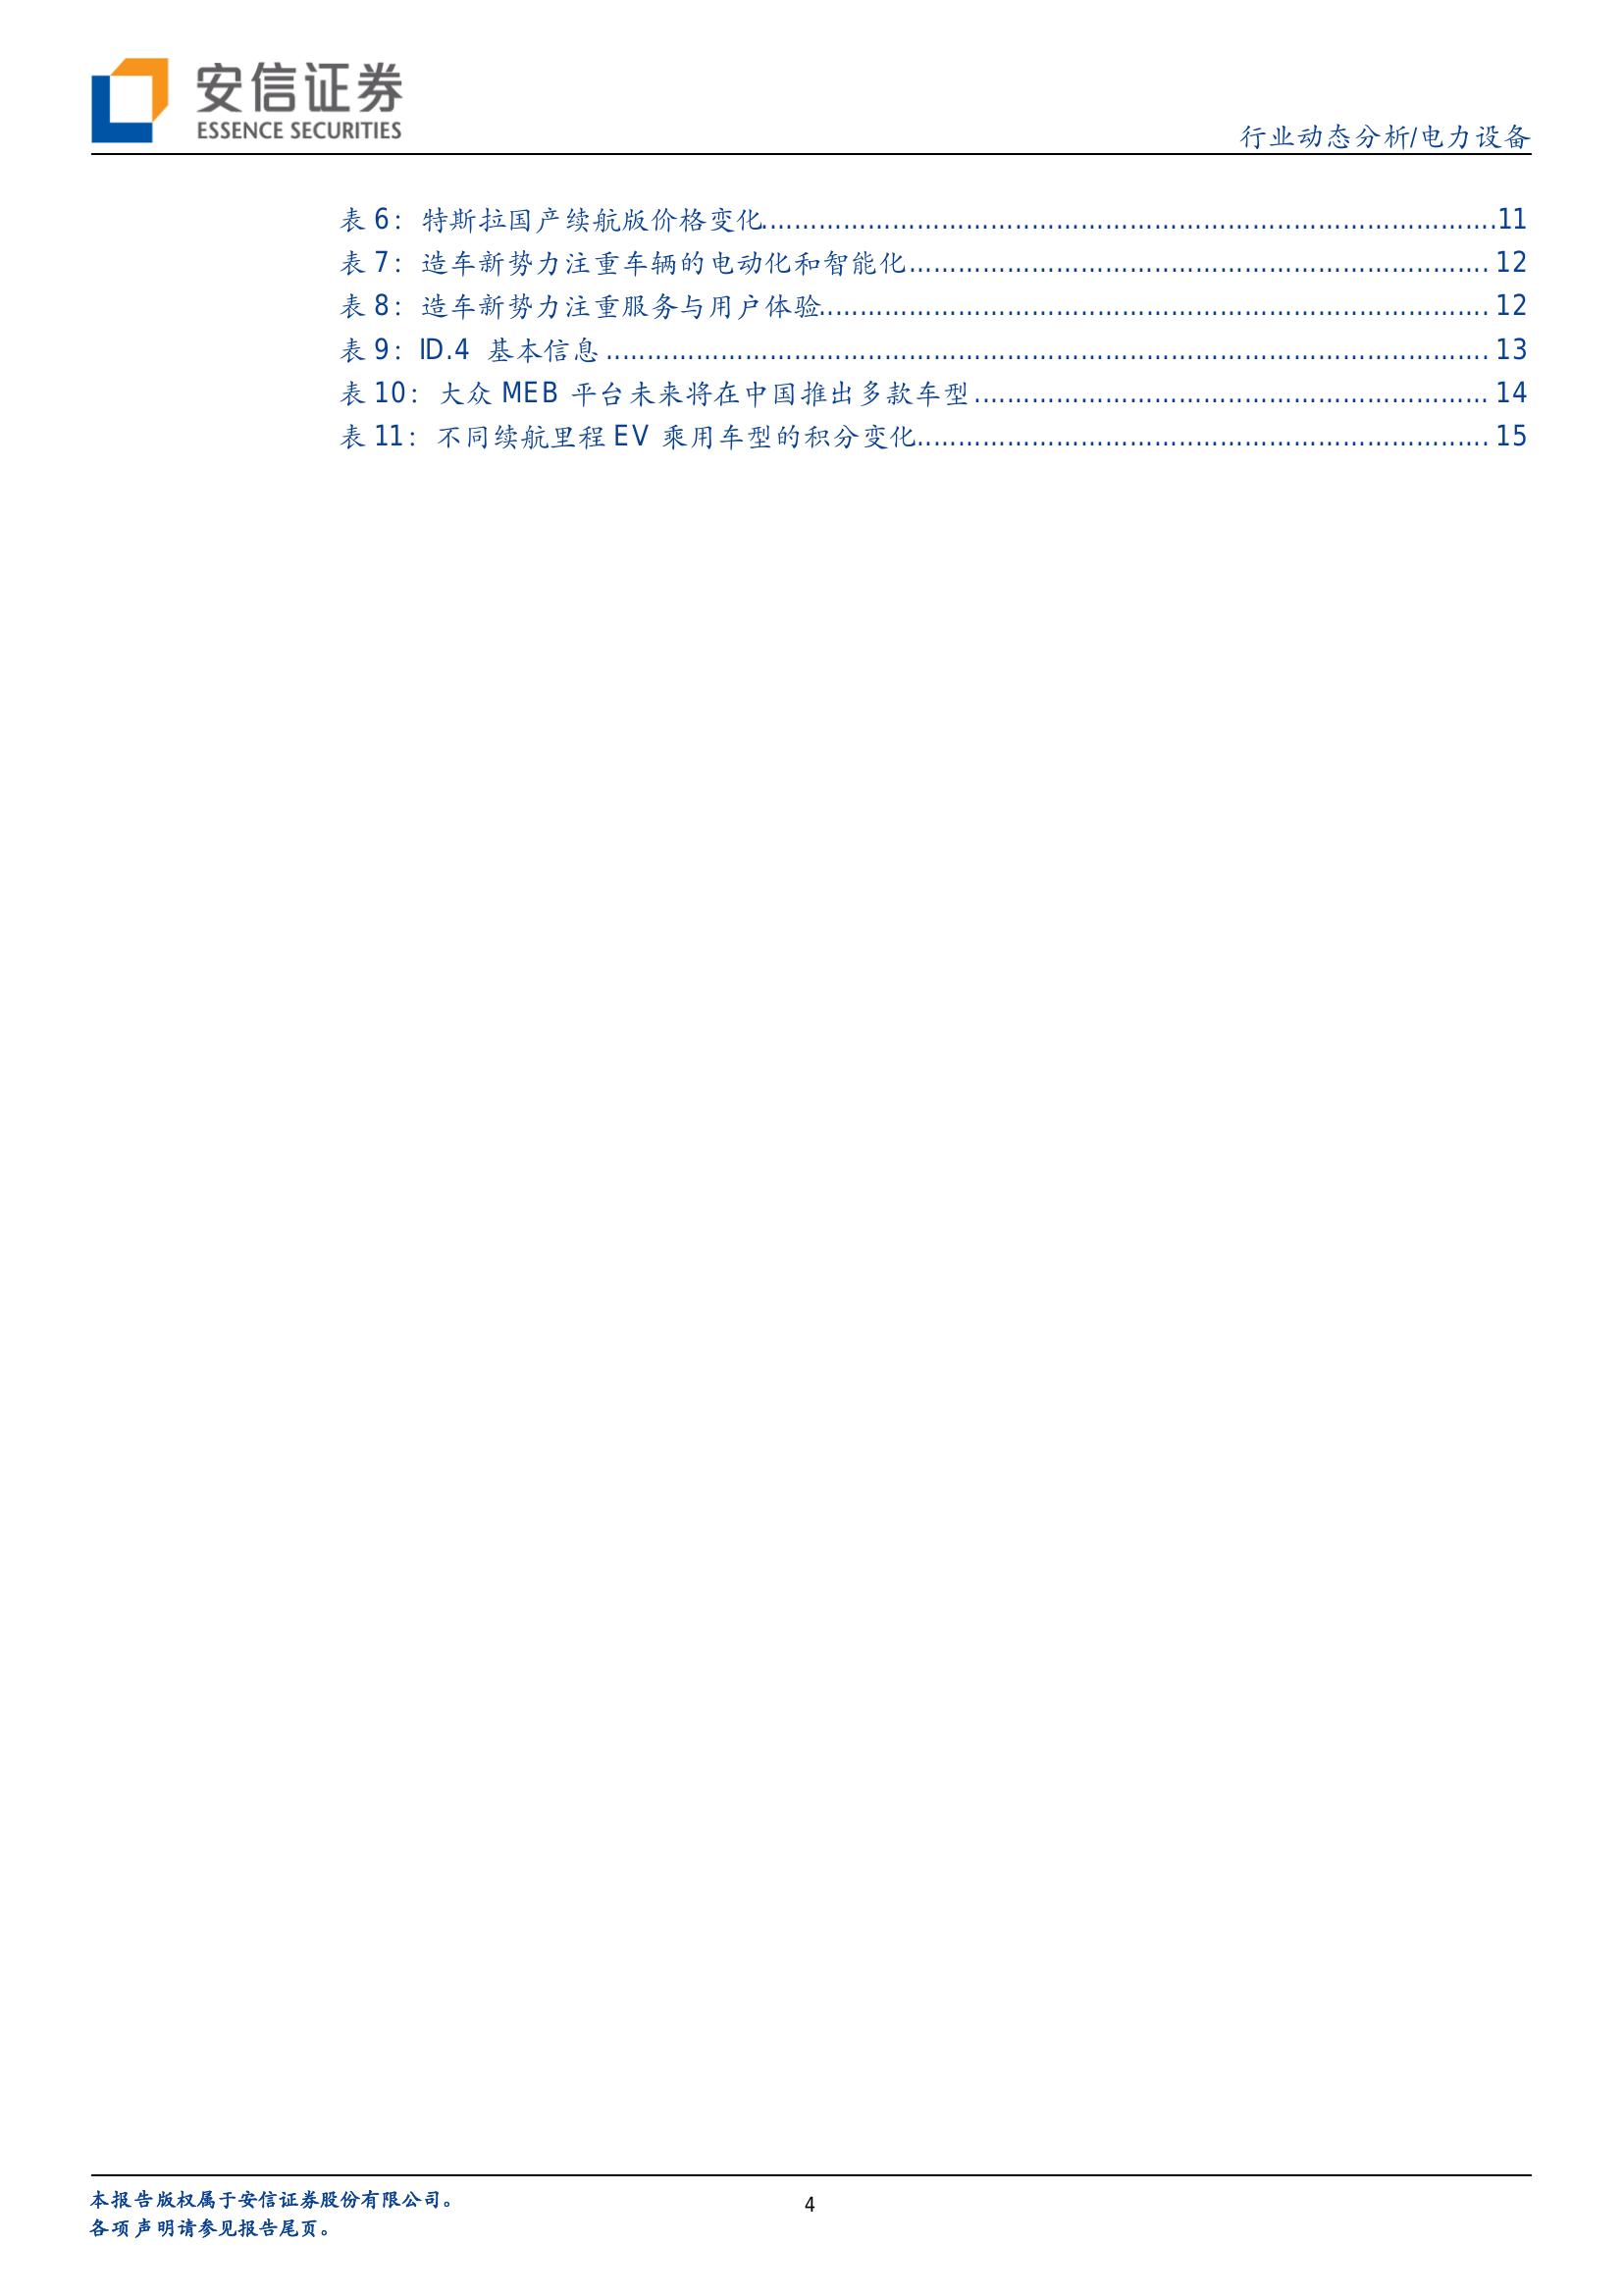 安信证券
ESSENCE SECURITIES
行业动态分析/电力设备
表 6：特斯拉国产续航版价格变化..........................................................................................11
表 7：造车新势力注重车辆的电动化和智能化....................................................................... 12
表 8：造车新势力注重服务与用户体验.................................................................................. 12
表 9：ID.4 基本信息............................................................................................................ 13
表 10：大众 MEB 平台未来将在中国推出多款车型............................................................... 14
表 11：不同续航里程 EV 乘用车型的积分变化...................................................................... 15
本报告版权属于安信证券股份有限公司。
4
各项声明请参见报告尾页。